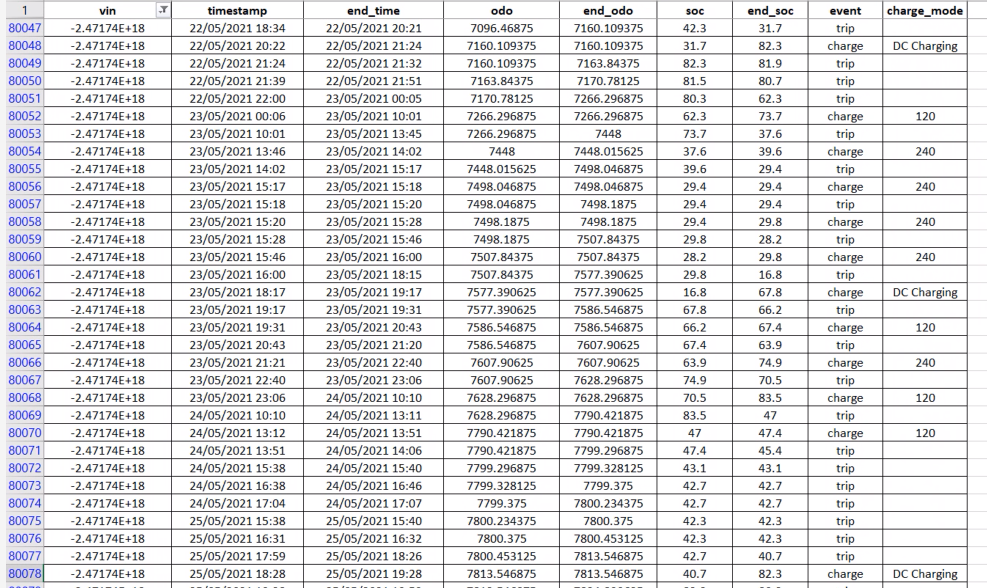 1 vin timestamp end_time odo end_odo soc end_soc event charge_mode
80047 -2.47174E+18 22/05/2021 18:34 22/05/2021 20:21 7096.46875 7160.109375 42.3 31.7 trip
80048 -2.47174E+18 22/05/2021 20:22 22/05/2021 21:24 7160.109375 7160.109375 31.7 82.3 charge DC Charging
80049 -2.47174E+18 22/05/2021 21:24 22/05/2021 21:32 7160.109375 7163.84375 82.3 81.9 trip
80050 -2.47174E+18 22/05/2021 21:39 22/05/2021 21:51 7163.84375 7170.78125 81.5 80.7 trip
80051 -2.47174E+18 22/05/2021 22:00 23/05/2021 00:05 7170.78125 7266.296875 80.3 62.3 trip
80052 -2.47174E+18 23/05/2021 00:06 23/05/2021 10:01 7266.296875 7266.296875 62.3 73.7 charge 120
80053 -2.47174E+18 23/05/2021 10:01 23/05/2021 13:45 7266.296875 7448 73.7 37.6 trip
80054 -2.47174E+18 23/05/2021 13:46 23/05/2021 14:02 7448 7448.015625 37.6 39.6 charge 240
80055 -2.47174E+18 23/05/2021 14:02 23/05/2021 15:17 7448.015625 7498.046875 39.6 29.4 trip
80056 -2.47174E+18 23/05/2021 15:17 23/05/2021 15:18 7498.046875 7498.046875 29.4 29.4 charge 240
80057 -2.47174E+18 23/05/2021 15:18 23/05/2021 15:20 7498.046875 7498.1875 29.4 29.4 trip
80058 -2.47174E+18 23/05/2021 15:20 23/05/2021 15:28 7498.1875 7498.1875 29.4 29.8 charge 240
80059 -2.47174E+18 23/05/2021 15:28 23/05/2021 15:46 7498.1875 7507.84375 29.8 28.2 trip
80060 -2.47174E+18 23/05/2021 15:46 23/05/2021 16:00 7507.84375 7507.84375 28.2 29.8 charge 240
80061 -2.47174E+18 23/05/2021 16:00 23/05/2021 18:15 7507.84375 7577.390625 29.8 16.8 trip
80062 -2.47174E+18 23/05/2021 18:17 23/05/2021 19:17 7577.390625 7577.390625 16.8 67.8 charge DC Charging
80063 -2.47174E+18 23/05/2021 19:17 23/05/2021 19:31 7577.390625 7586.546875 67.8 66.2 trip
80064 -2.47174E+18 23/05/2021 19:31 23/05/2021 20:43 7586.546875 7586.546875 66.2 67.4 charge 120
80065 -2.47174E+18 23/05/2021 20:43 23/05/2021 21:20 7586.546875 7607.90625 67.4 63.9 trip
80066 -2.47174E+18 23/05/2021 21:21 23/05/2021 22:40 7607.90625 7607.90625 63.9 74.9 charge 240
80067 -2.47174E+18 23/05/2021 22:40 23/05/2021 23:06 7607.90625 7628.296875 74.9 70.5 trip
80068 -2.47174E+18 23/05/2021 23:06 24/05/2021 10:10 7628.296875 7628.296875 70.5 83.5 charge 120
80069 -2.47174E+18 24/05/2021 10:10 24/05/2021 13:11 7628.296875 7790.421875 83.5 47 trip
80070 -2.47174E+18 24/05/2021 13:12 24/05/2021 13:51 7790.421875 7790.421875 47 47.4 charge 120
80071 -2.47174E+18 24/05/2021 13:51 24/05/2021 14:06 7790.421875 7799.296875 47.4 45.4 trip
80072 -2.47174E+18 24/05/2021 15:38 24/05/2021 15:40 7799.296875 7799.328125 43.1 43.1 trip
80073 -2.47174E+18 24/05/2021 16:38 24/05/2021 16:46 7799.328125 7799.375 42.7 42.7 trip
80074 -2.47174E+18 24/05/2021 17:04 24/05/2021 17:07 7799.375 7800.234375 42.7 42.7 trip
80075 -2.47174E+18 25/05/2021 15:38 25/05/2021 15:40 7800.234375 7800.375 42.3 42.3 trip
80076 -2.47174E+18 25/05/2021 16:31 25/05/2021 16:32 7800.375 7800.453125 42.3 42.3 trip
80077 -2.47174E+18 25/05/2021 17:59 25/05/2021 18:26 7800.453125 7813.546875 42.7 40.7 trip
80078 -2.47174E+18 25/05/2021 18:28 25/05/2021 19:28 7813.546875 7813.546875 40.7 82.3 charge DC Charging